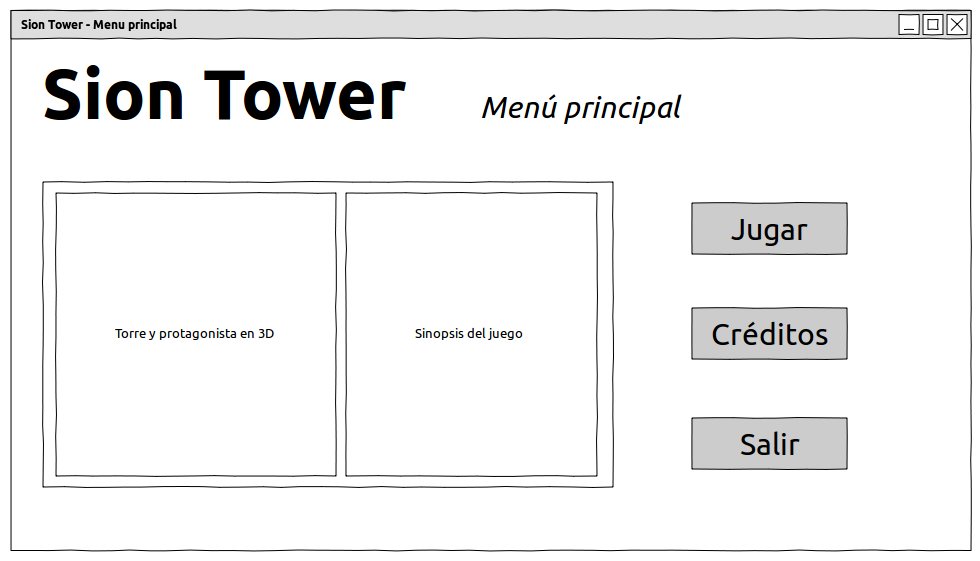 Sion Tower - Menu principal
Sion Tower
Menú principal
Torre y protagonista en 3D
Sinopsis del juego
Jugar
Créditos
Salir